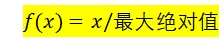 f(x) = x/最大绝对值